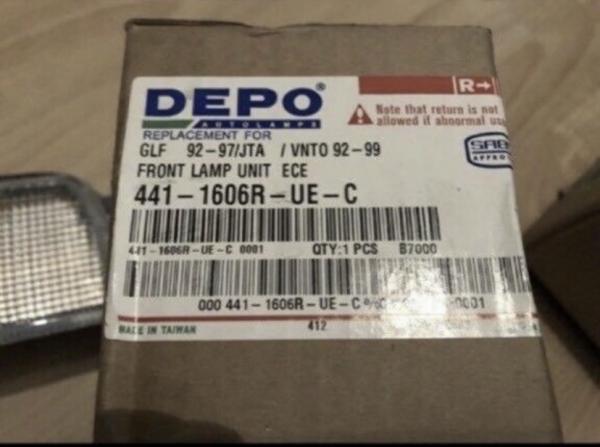 DEPO®
AUTOLAMPS
R→
Note that return is not
allowed if abnormal
REPLACEMENT FOR
GLF 92-97/JTA / VNTO 92-99
FRONT LAMP UNIT ECE
441-1606R-UE-C
441-1606R-UE-C 0001 QTY:1 PCS B7000
000 441-1606R-UE-C
MADE IN TAIWAN 412